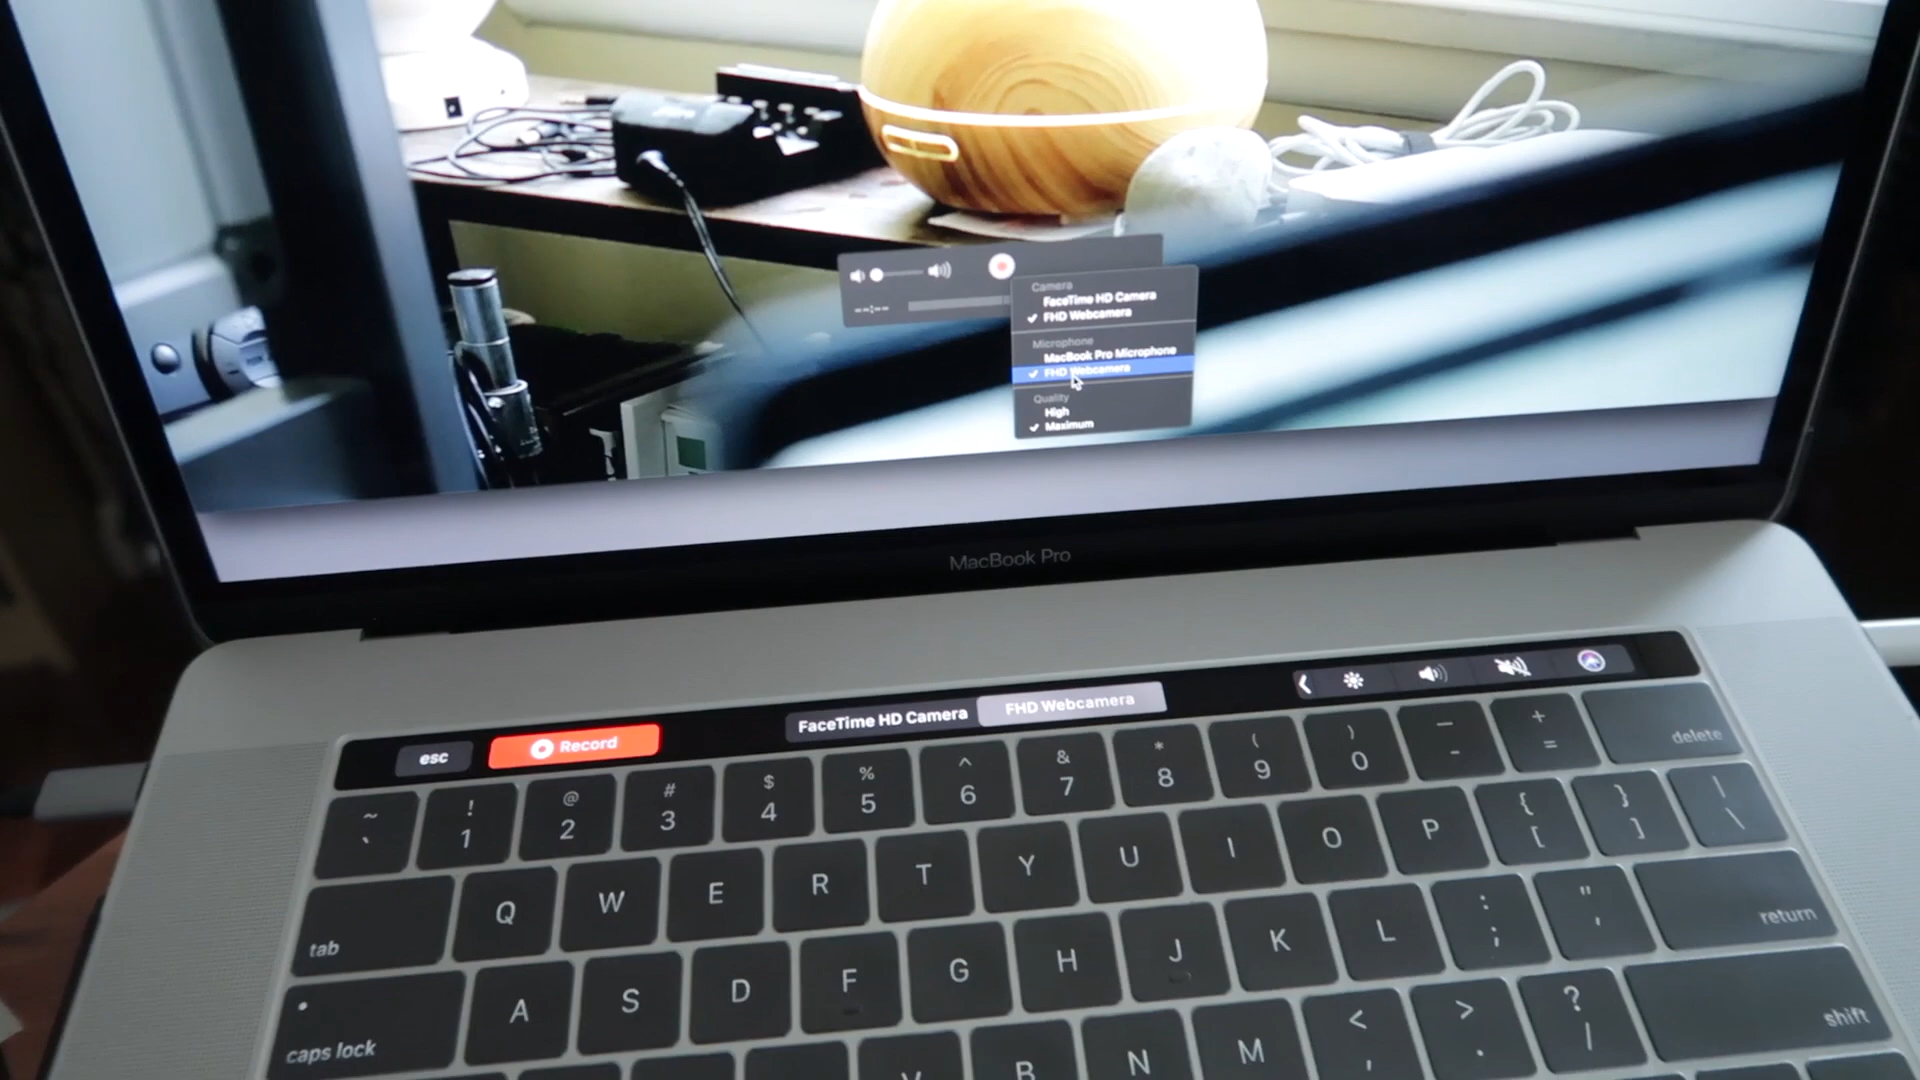 Camera
FaceTime HD Camera
✓ FHD Webcamera
Microphone
MacBook Pro Microphone
✓ FHD Webcamera
Quality
High
✓ Maximum
--:--
MacBook Pro
esc Record FaceTime HD Camera FHD Webcamera
~ ! @ # $ % ^ & * ( ) _ +
` 1 2 3 4 5 6 7 8 9 0 - = delete
tab Q W E R T Y U I O P { [ } ] | \
caps lock A S D F G H J K L : ; " ' return
V B N M < , > . ? / shift